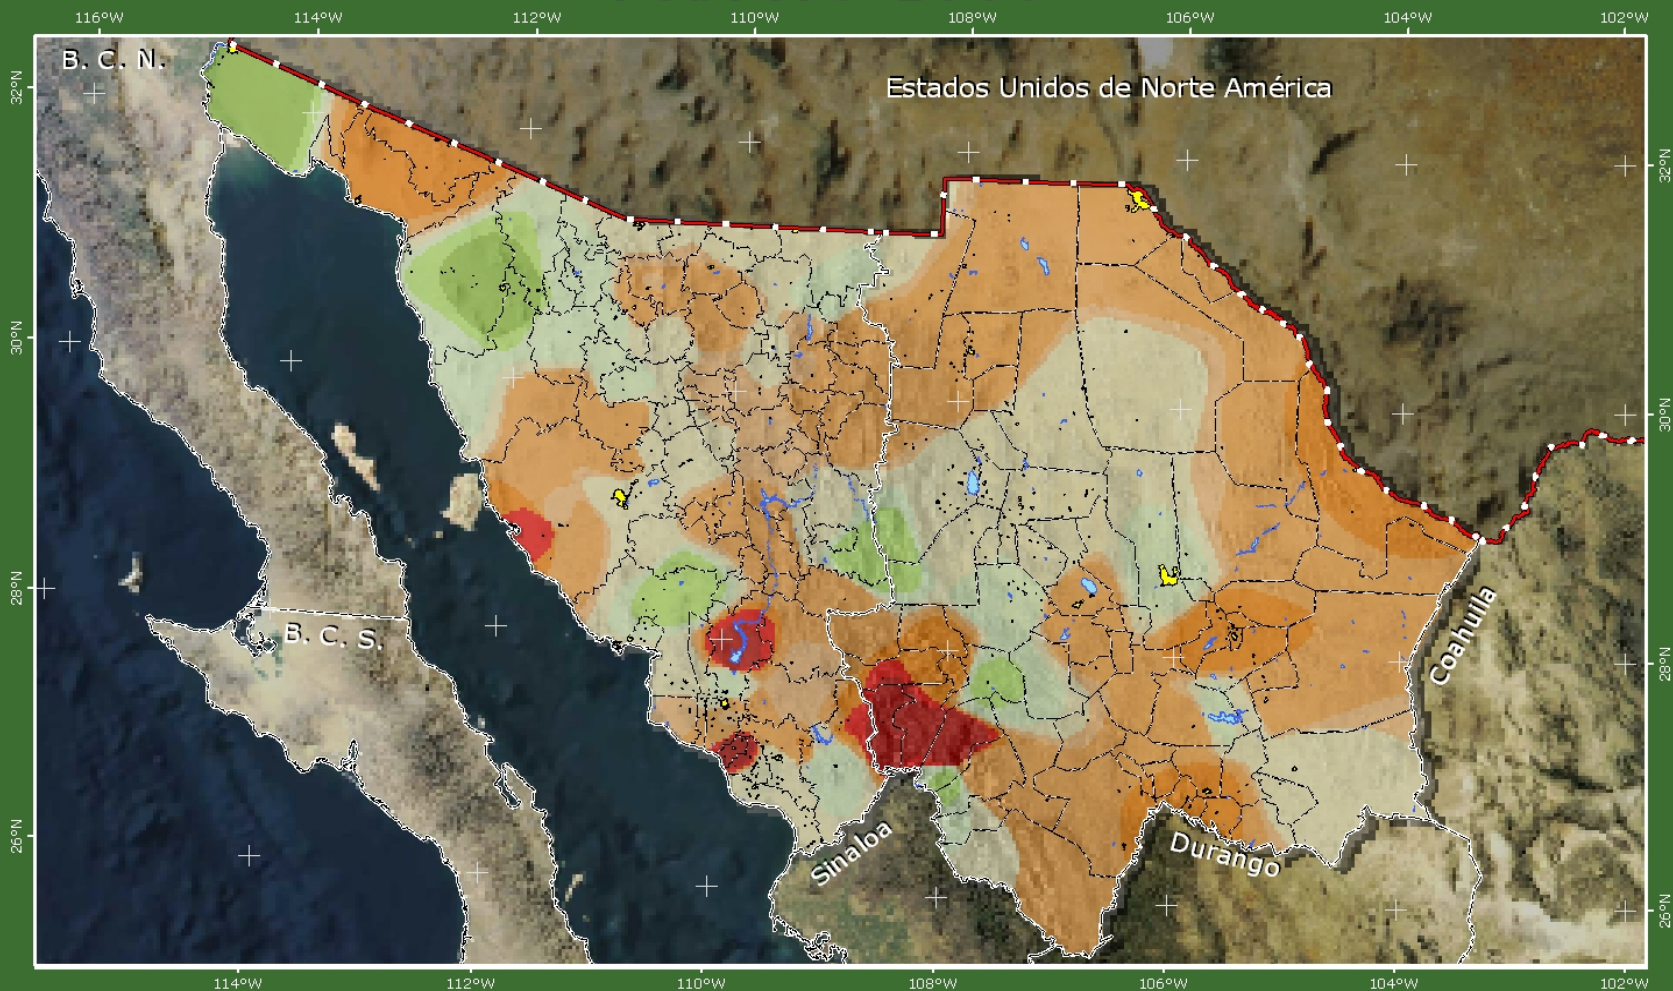 116°W 114°W 112°W 110°W 108°W 106°W 104°W 102°W
B. C. N.
Estados Unidos de Norte América
32°N
32°N
30°N
30°N
28°N
28°N
B. C. S.
Coahuila
Sinaloa
Durango
26°N
26°N
114°W 112°W 110°W 108°W 106°W 104°W 102°W